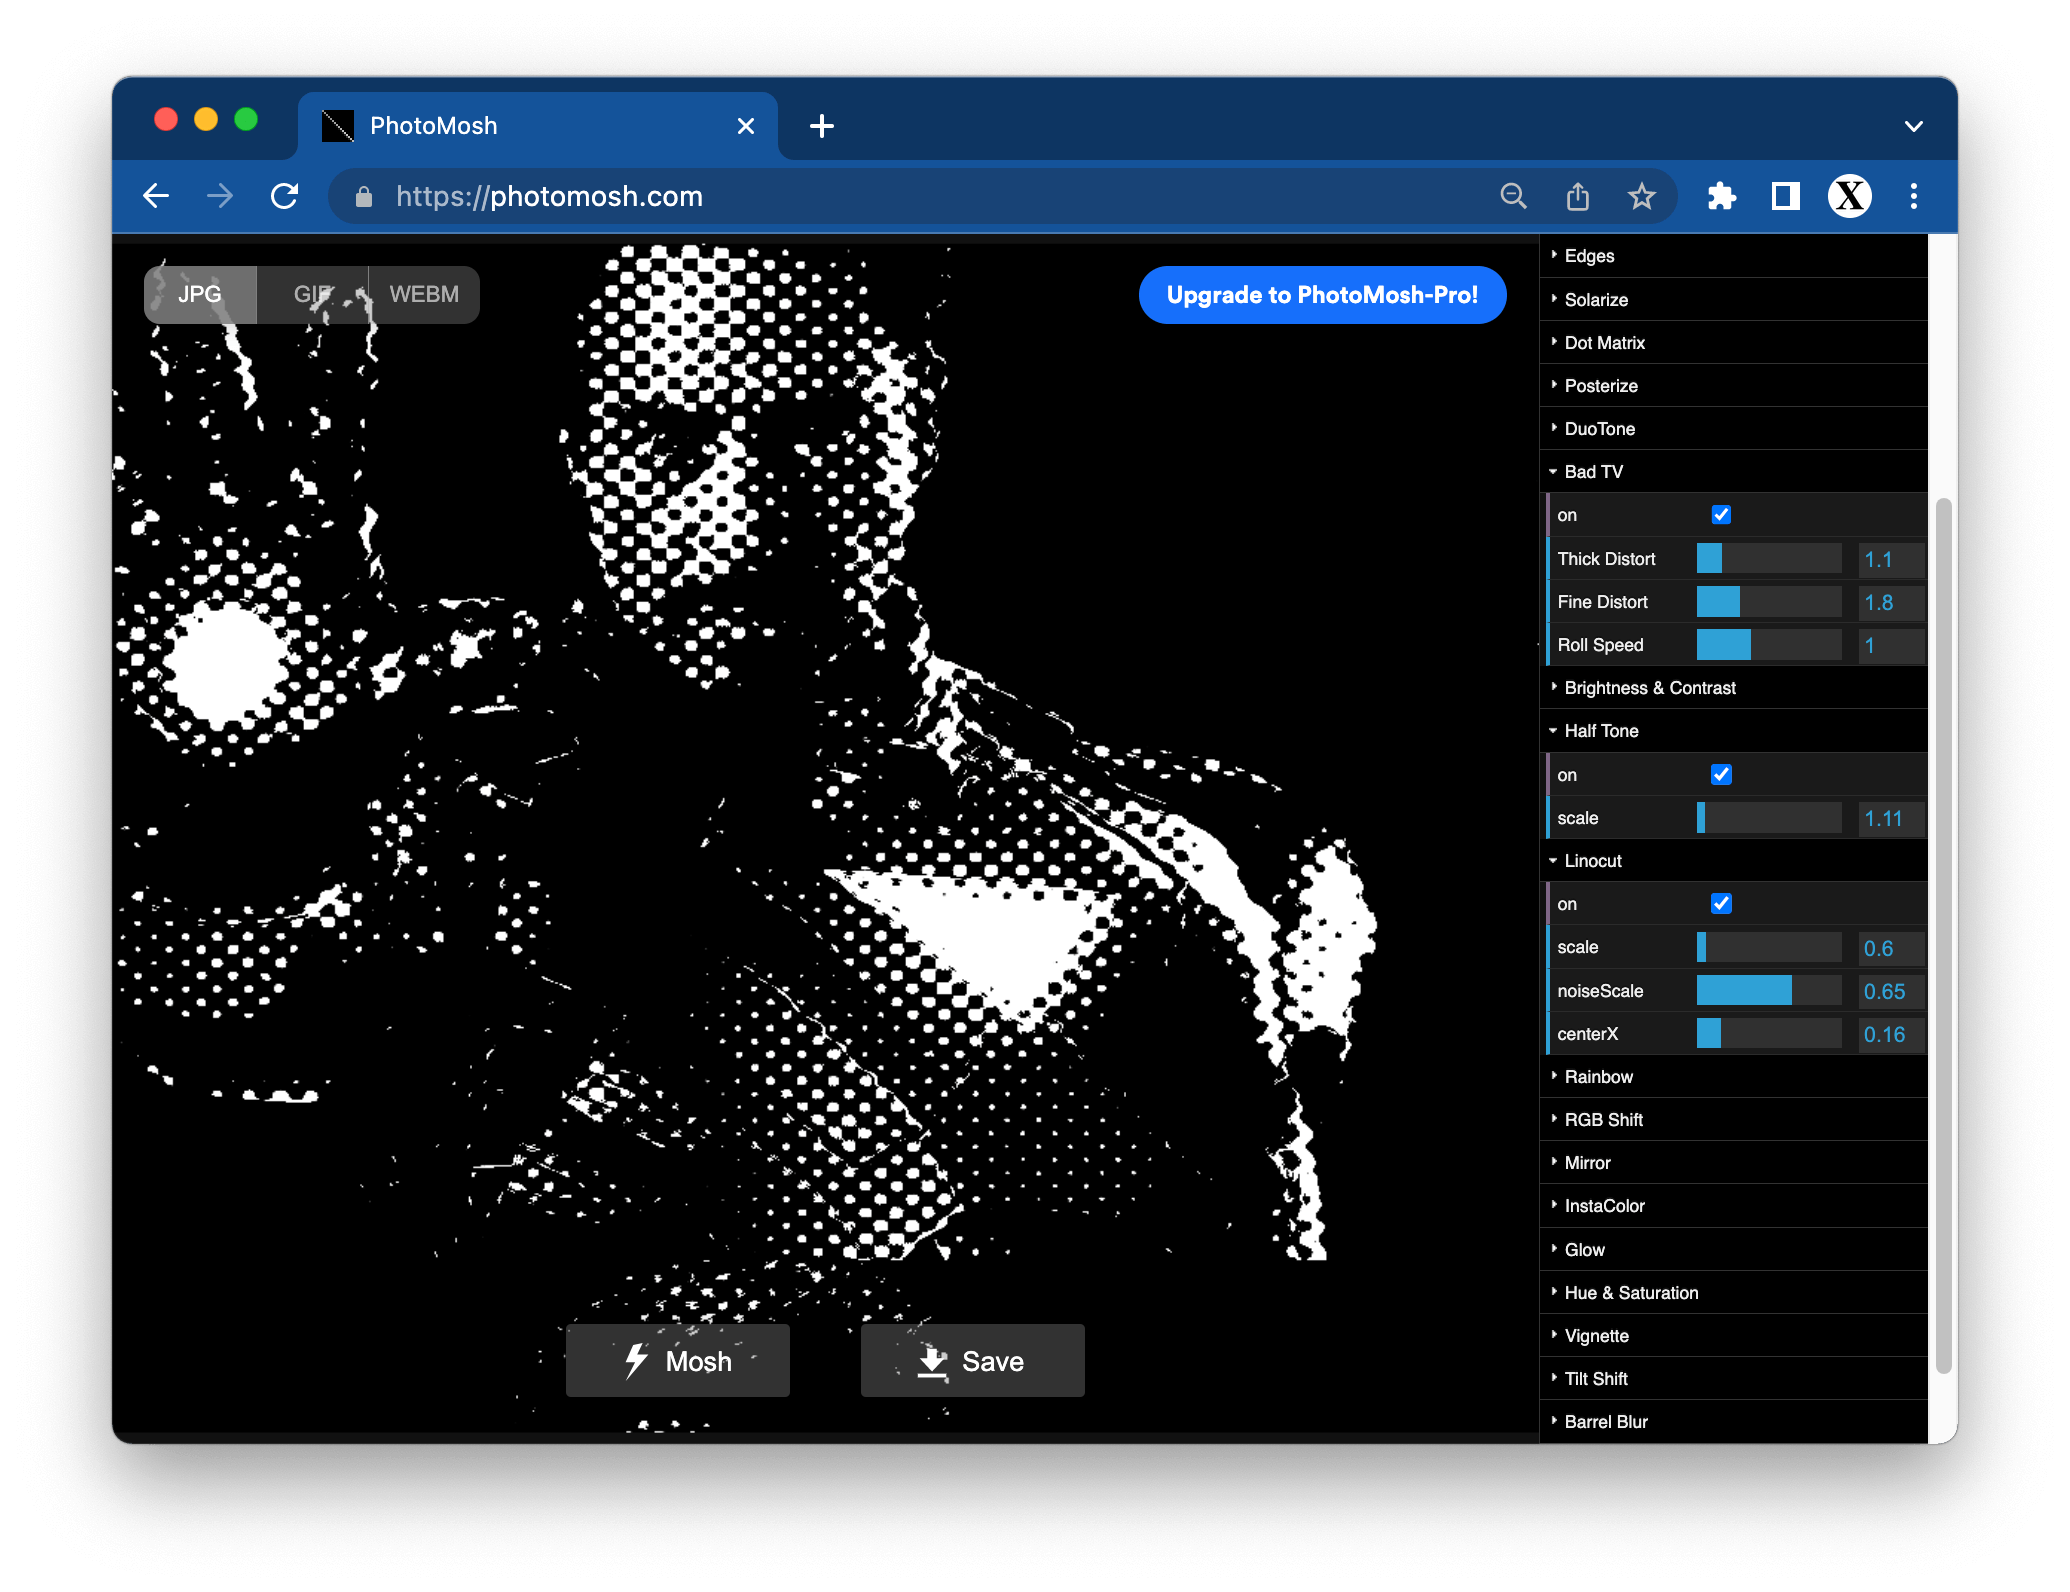 PhotoMosh
https://photomosh.com
X
JPG GIF WEBM
Upgrade to PhotoMosh-Pro!
Mosh
Save
Edges
Solarize
Dot Matrix
Posterize
DuoTone
Bad TV
on
Thick Distort 1.1
Fine Distort 1.8
Roll Speed 1
Brightness & Contrast
Half Tone
on
scale 1.11
Linocut
on
scale 0.6
noiseScale 0.65
centerX 0.16
Rainbow
RGB Shift
Mirror
InstaColor
Glow
Hue & Saturation
Vignette
Tilt Shift
Barrel Blur